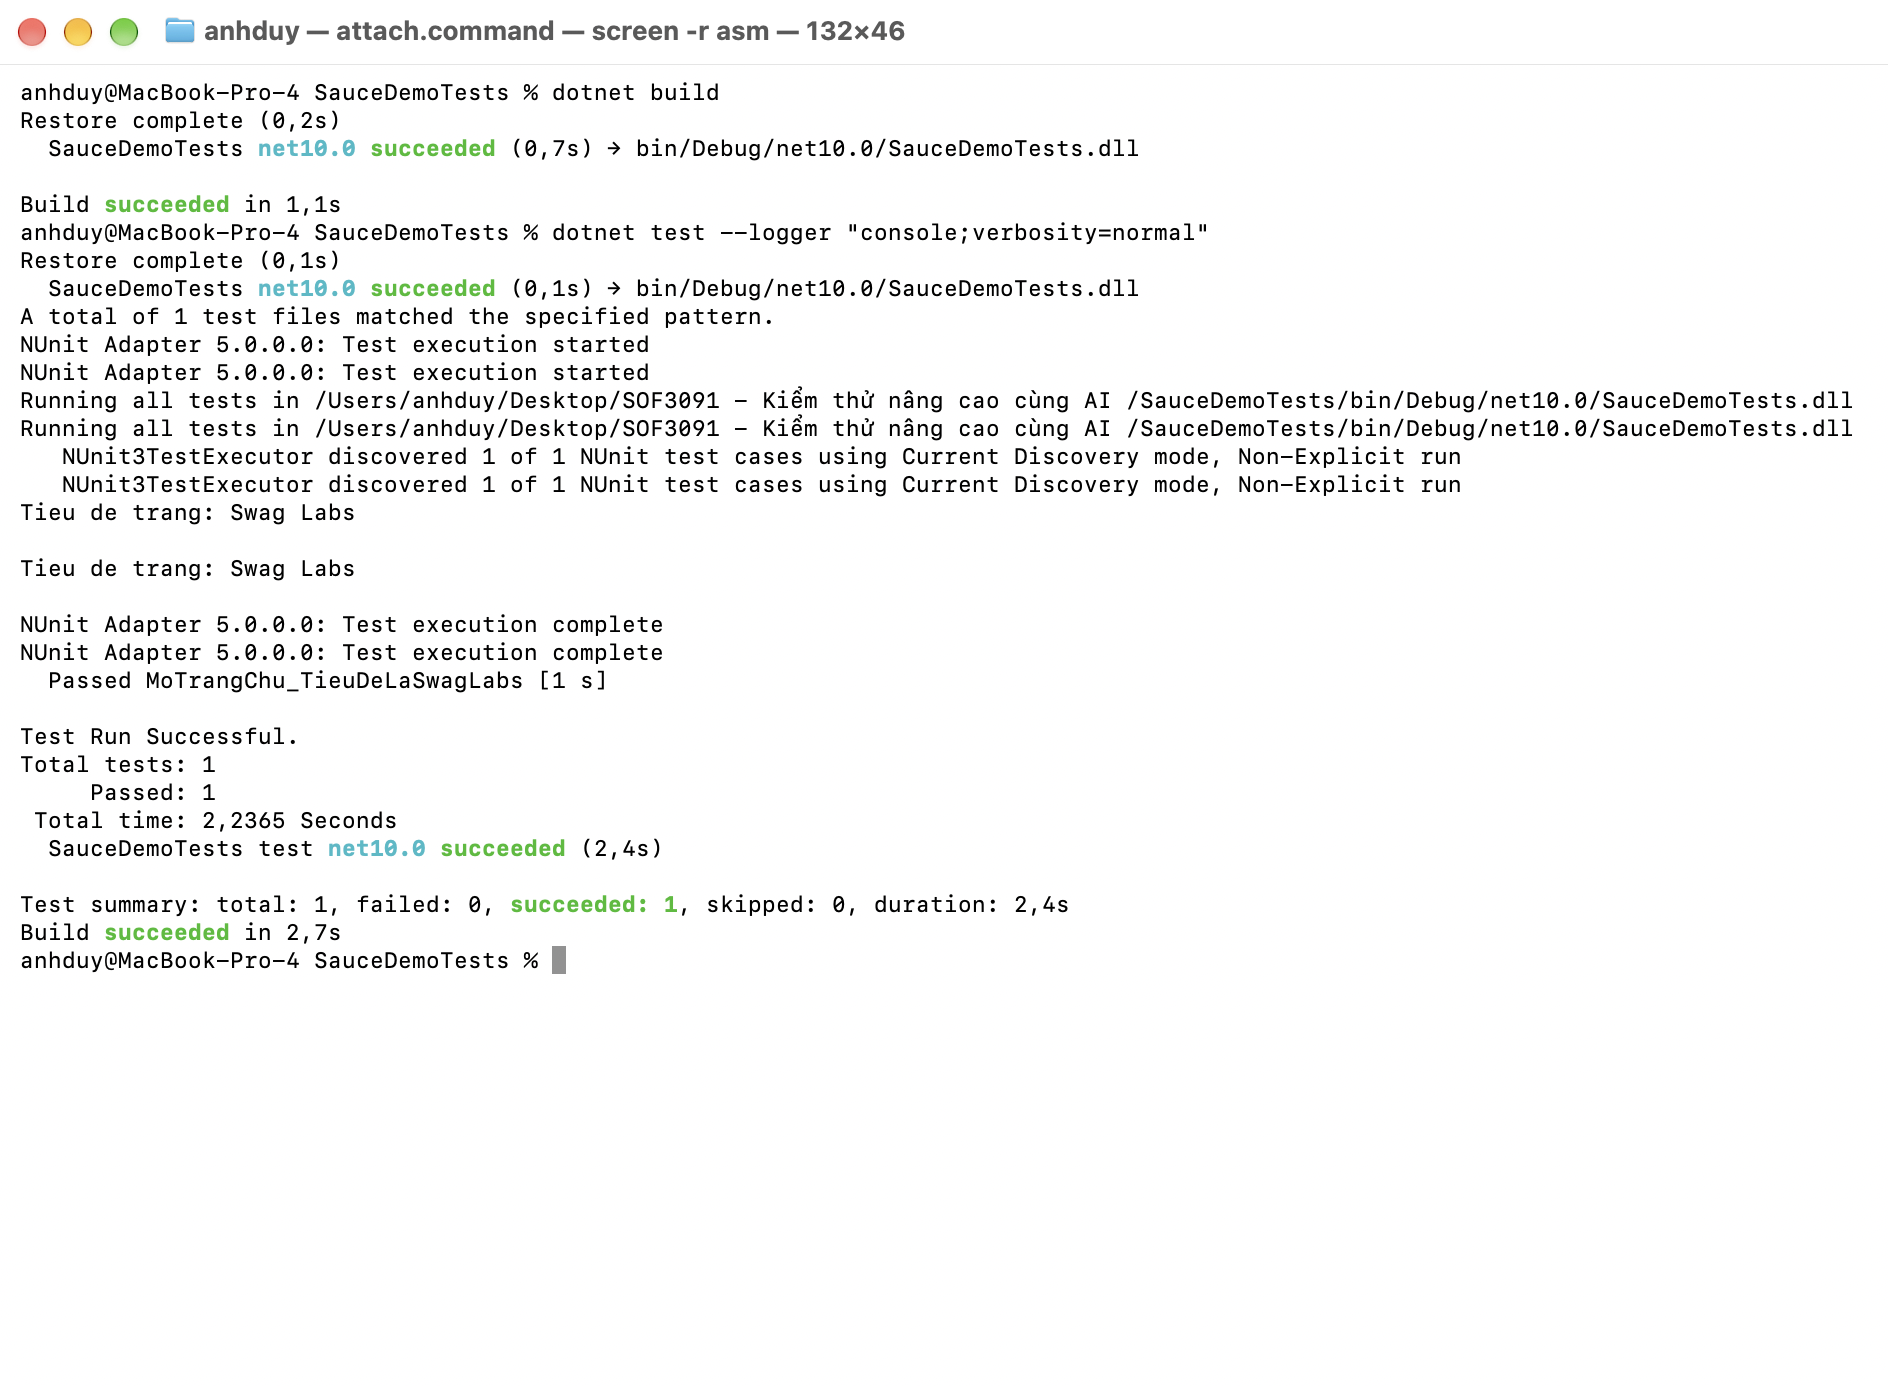 anhduy — attach.command — screen -r asm — 132×46
anhduy@MacBook-Pro-4 SauceDemoTests % dotnet build
Restore complete (0,2s)
  SauceDemoTests net10.0 succeeded (0,7s) → bin/Debug/net10.0/SauceDemoTests.dll

Build succeeded in 1,1s
anhduy@MacBook-Pro-4 SauceDemoTests % dotnet test --logger "console;verbosity=normal"
Restore complete (0,1s)
  SauceDemoTests net10.0 succeeded (0,1s) → bin/Debug/net10.0/SauceDemoTests.dll
A total of 1 test files matched the specified pattern.
NUnit Adapter 5.0.0.0: Test execution started
NUnit Adapter 5.0.0.0: Test execution started
Running all tests in /Users/anhduy/Desktop/SOF3091 - Kiểm thử nâng cao cùng AI /SauceDemoTests/bin/Debug/net10.0/SauceDemoTests.dll
Running all tests in /Users/anhduy/Desktop/SOF3091 - Kiểm thử nâng cao cùng AI /SauceDemoTests/bin/Debug/net10.0/SauceDemoTests.dll
   NUnit3TestExecutor discovered 1 of 1 NUnit test cases using Current Discovery mode, Non-Explicit run
   NUnit3TestExecutor discovered 1 of 1 NUnit test cases using Current Discovery mode, Non-Explicit run
Tieu de trang: Swag Labs

Tieu de trang: Swag Labs

NUnit Adapter 5.0.0.0: Test execution complete
NUnit Adapter 5.0.0.0: Test execution complete
  Passed MoTrangChu_TieuDeLaSwagLabs [1 s]

Test Run Successful.
Total tests: 1
     Passed: 1
 Total time: 2,2365 Seconds
  SauceDemoTests test net10.0 succeeded (2,4s)

Test summary: total: 1, failed: 0, succeeded: 1, skipped: 0, duration: 2,4s
Build succeeded in 2,7s
anhduy@MacBook-Pro-4 SauceDemoTests %